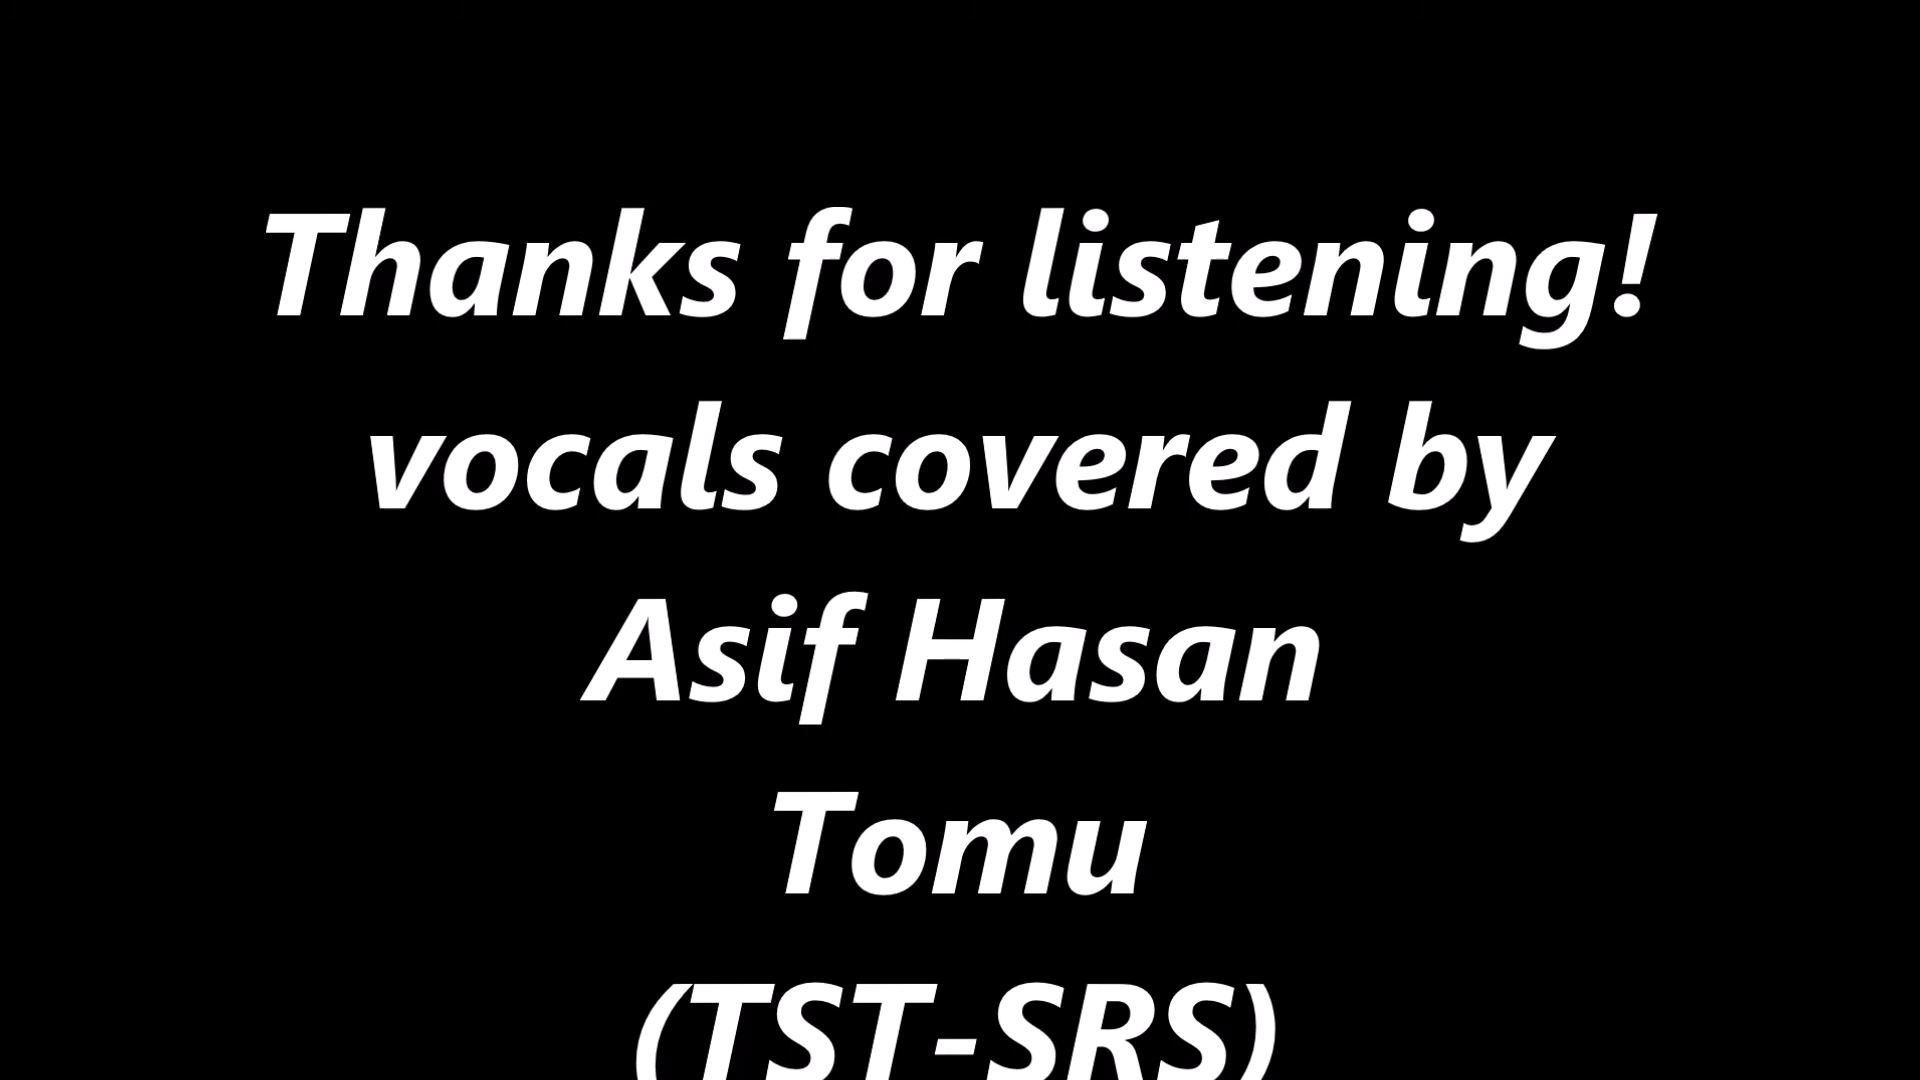 Thanks for listening!
vocals covered by
Asif Hasan
Tomu
(TST-SRS)